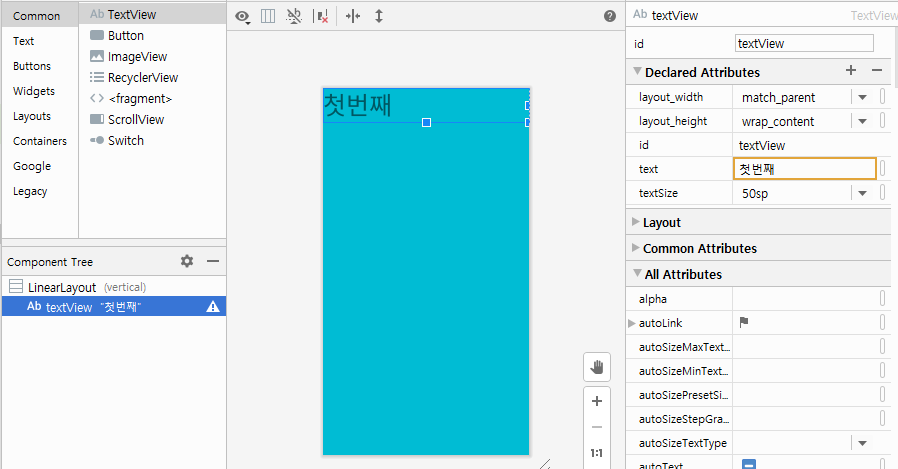 Common
Text
Buttons
Widgets
Layouts
Containers
Google
Legacy
Ab TextView
Button
ImageView
RecyclerView
<fragment>
ScrollView
Switch
Component Tree
LinearLayout (vertical)
Ab textView "첫번째"
첫번째
1:1
Ab textView TextView
id textView
Declared Attributes
layout_width match_parent
layout_height wrap_content
id textView
text 첫번째
textSize 50sp
Layout
Common Attributes
All Attributes
alpha
autoLink
autoSizeMaxText...
autoSizeMinText...
autoSizePresetSi...
autoSizeStepGra...
autoSizeTextType
autoText